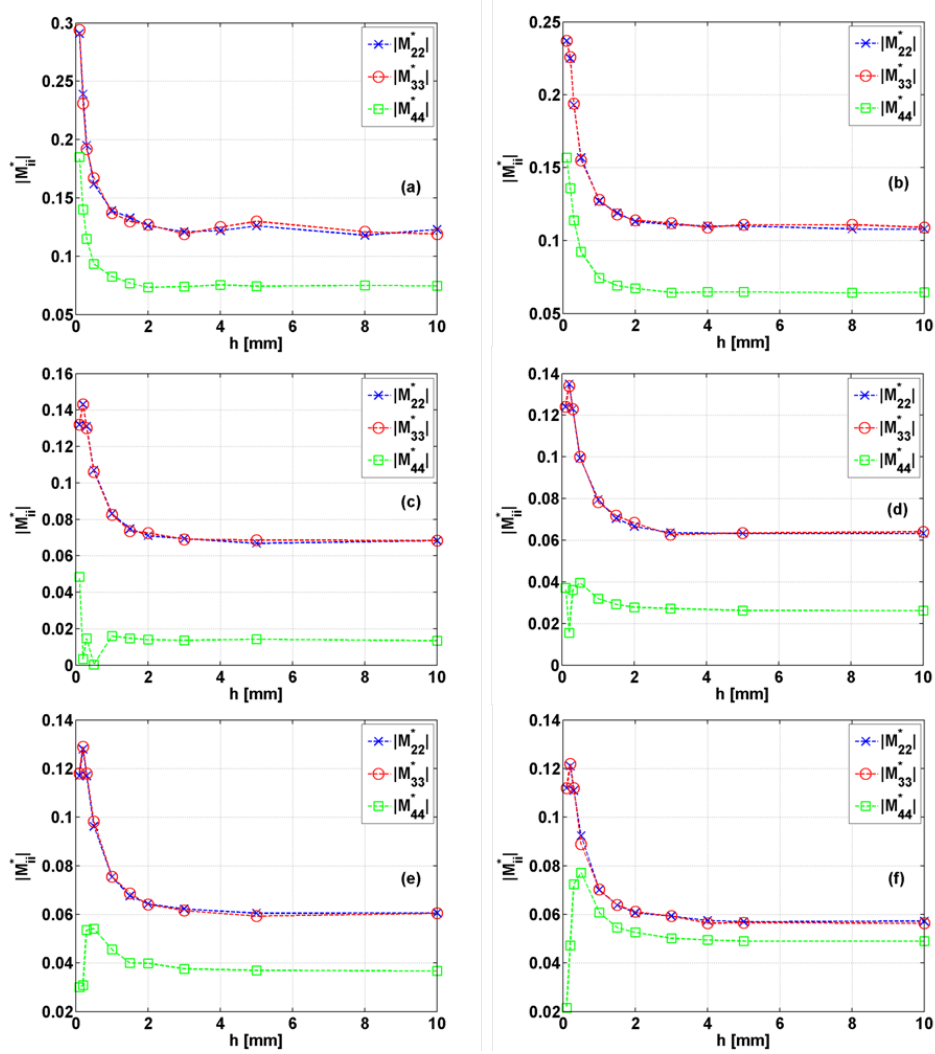 0.3
0.25
0.2
0.15
0.1
0.05
|M*ii|
0 2 4 6 8 10
h [mm]
|M*22|
|M*33|
|M*44|
(a)
0.25
0.2
0.15
0.1
0.05
|M*ii|
0 2 4 6 8 10
h [mm]
|M*22|
|M*33|
|M*44|
(b)
0.16
0.14
0.12
0.1
0.08
0.06
0.04
0.02
0
|M*ii|
0 2 4 6 8 10
h [mm]
|M*22|
|M*33|
|M*44|
(c)
0.14
0.12
0.1
0.08
0.06
0.04
0.02
0
|M*ii|
0 2 4 6 8 10
h [mm]
|M*22|
|M*33|
|M*44|
(d)
0.14
0.12
0.1
0.08
0.06
0.04
0.02
|M*ii|
0 2 4 6 8 10
h [mm]
|M*22|
|M*33|
|M*44|
(e)
0.14
0.12
0.1
0.08
0.06
0.04
0.02
|M*ii|
0 2 4 6 8 10
h [mm]
|M*22|
|M*33|
|M*44|
(f)